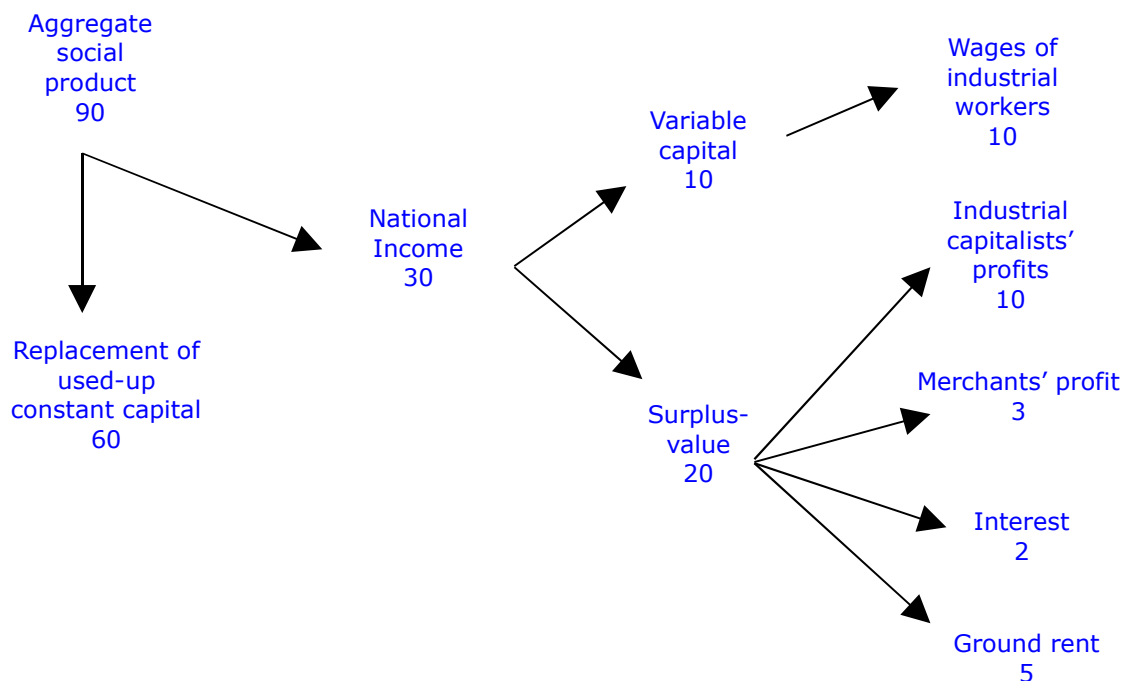 Aggregate
social
product
90
Replacement of
used-up
constant capital
60
National
Income
30
Variable
capital
10
Surplus-
value
20
Wages of
industrial
workers
10
Industrial
capitalists’
profits
10
Merchants’ profit
3
Interest
2
Ground rent
5